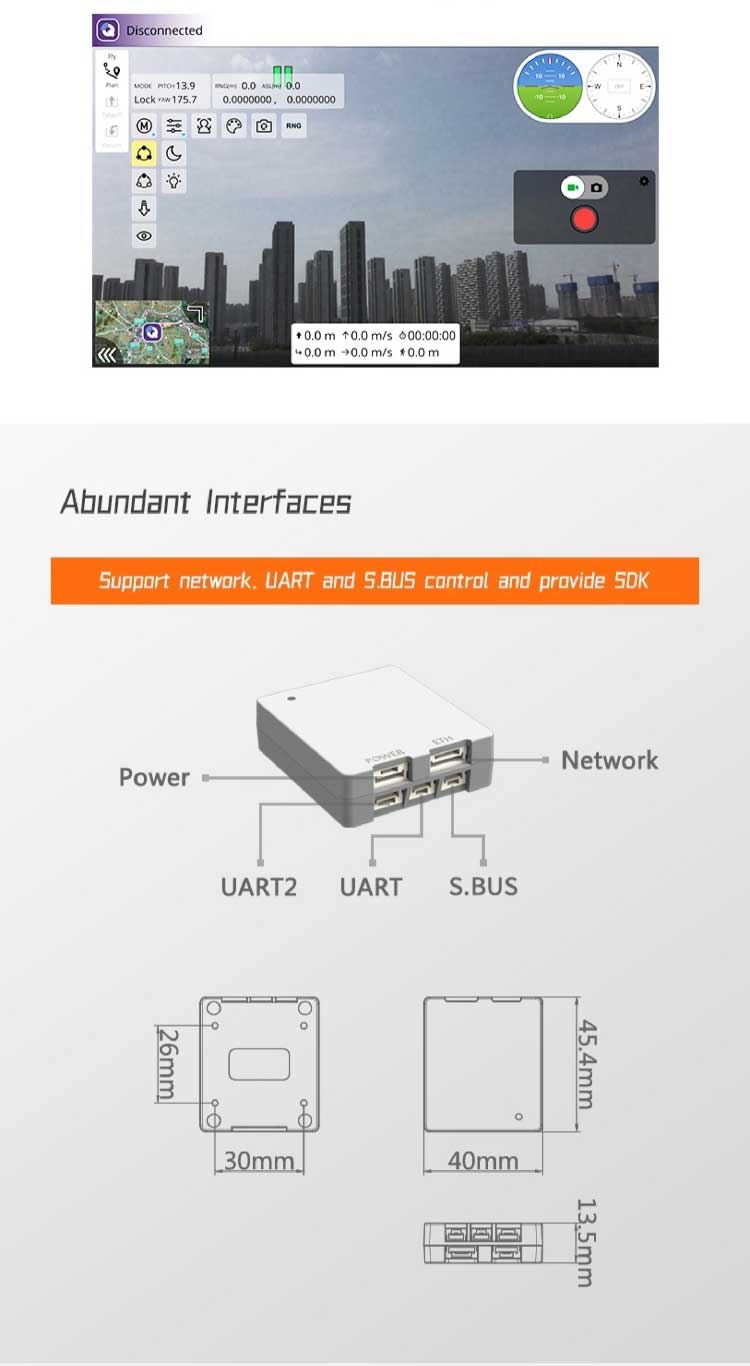 Disconnected
Fly
Plan
Takeoff
Return
MODE PITCH 13.9
Lock YAW 175.7
RNG(m) 0.0 ASL(m) 0.0
0.0000000 , 0.0000000
M
RNG
10 10
-10 -10
N
W E
S
0.0 m 0.0 m/s 00:00:00
0.0 m 0.0 m/s 0.0 m
Abundant Interfaces
Support network, UART and S.BUS control and provide SDK
POWER
ETH
Power
Network
UART2
UART
S.BUS
26mm
30mm
45.4mm
40mm
13.5mm